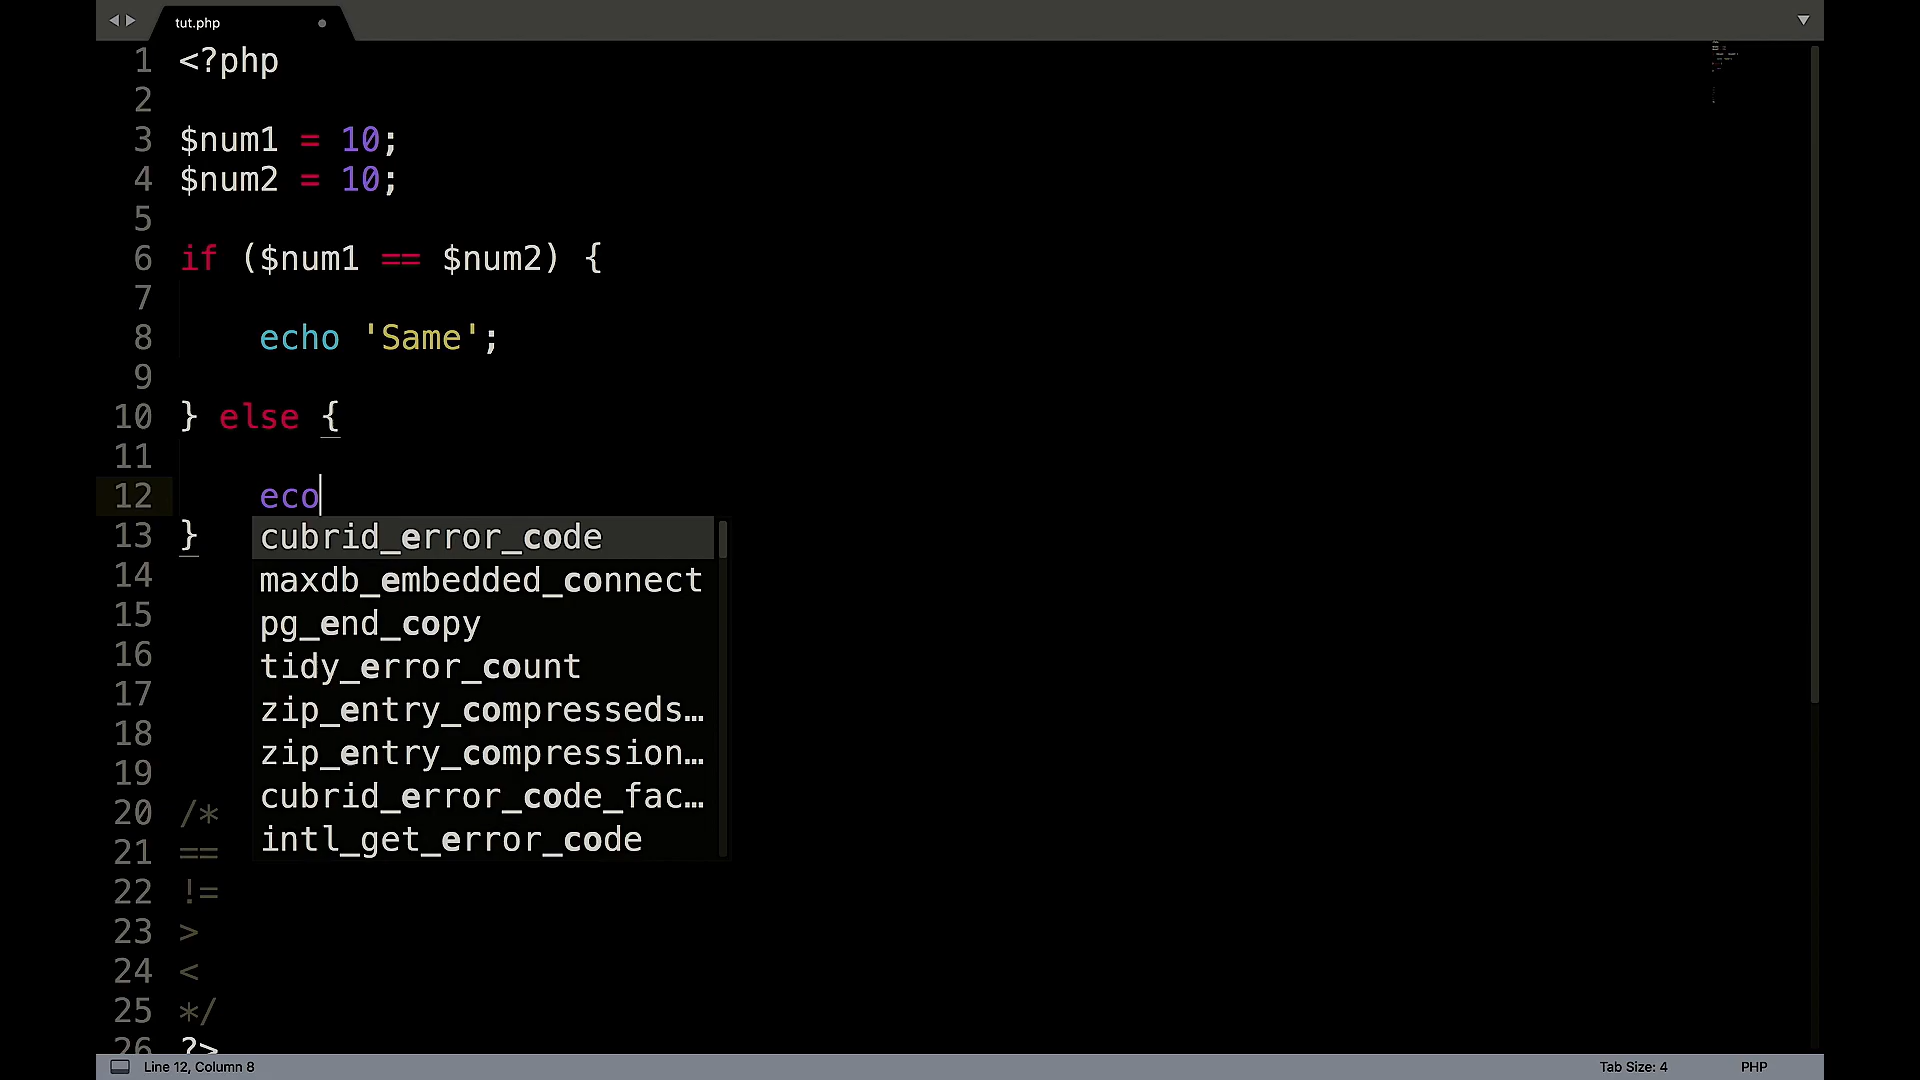 tut.php
1 <?php
2
3 $num1 = 10;
4 $num2 = 10;
5
6 if ($num1 == $num2) {
7
8 echo 'Same';
9
10 } else {
11
12 eco
13 }
cubrid_error_code
14
maxdb_embedded_connect
15
pg_end_copy
16
tidy_error_count
17
zip_entry_compresseds…
18
zip_entry_compression…
19
cubrid_error_code_fac…
20 /*
intl_get_error_code
21 ==
22 !=
23 >
24 <
25 */
26 ?>
Line 12, Column 8
Tab Size: 4
PHP